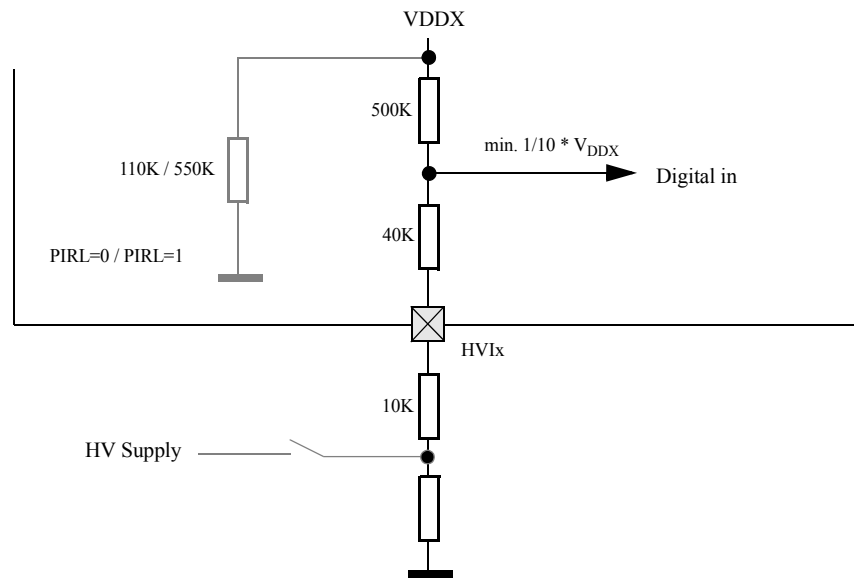 VDDX
500K
min. 1/10 * VDDX
110K / 550K
Digital in
40K
PIRL=0 / PIRL=1
HVIx
10K
HV Supply